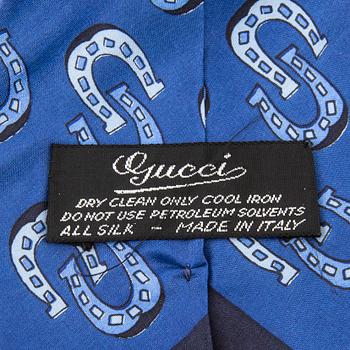 Gucci
DRY CLEAN ONLY COOL IRON
DO NOT USE PETROLEUM SOLVENTS
ALL SILK - MADE IN ITALY